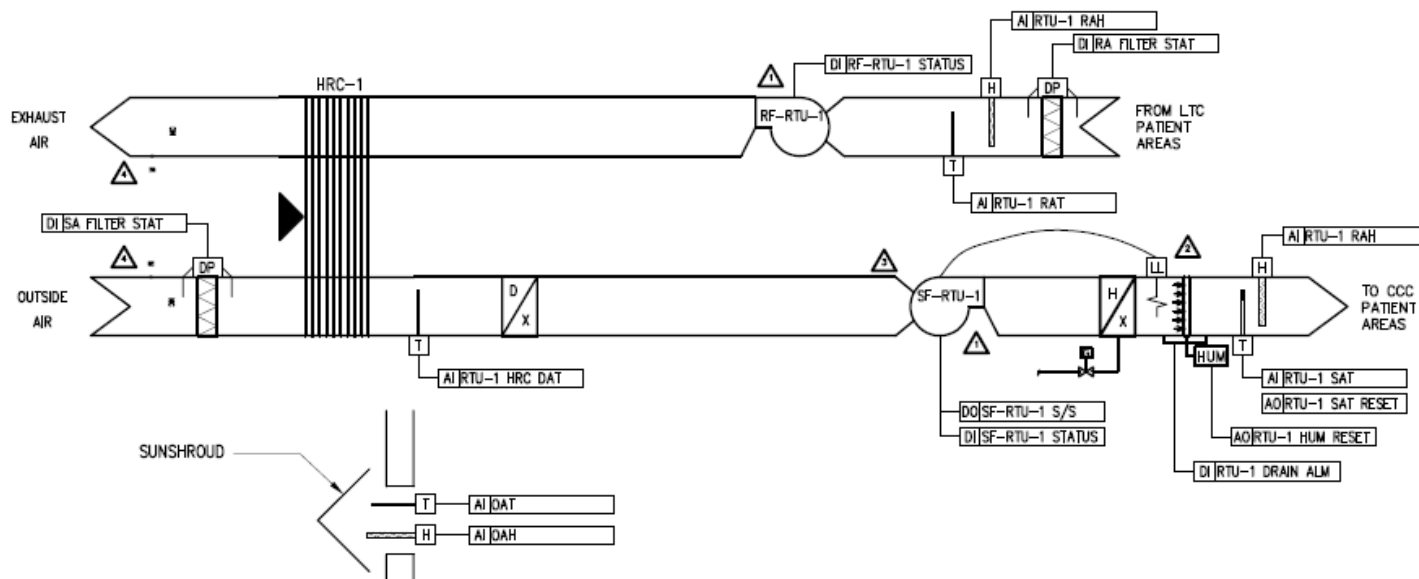 AI RTU-1 RAH
DI RA FILTER STAT
DI RF-RTU-1 STATUS
HRC-1
1
H
DP
EXHAUST
AIR
RF-RTU-1
FROM LTC
PATIENT
AREAS
4
T
AI RTU-1 RAT
DI SA FILTER STAT
AI RTU-1 RAH
4
DP
3
LL
2
H
OUTSIDE
AIR
D
X
SF-RTU-1
H
X
TO CCC
PATIENT
AREAS
T
1
G
HUM
T
AI RTU-1 HRC DAT
AI RTU-1 SAT
AO RTU-1 SAT RESET
DO SF-RTU-1 S/S
DI SF-RTU-1 STATUS
AO RTU-1 HUM RESET
DI RTU-1 DRAIN ALM
SUNSHROUD
T
AI OAT
H
AI OAH